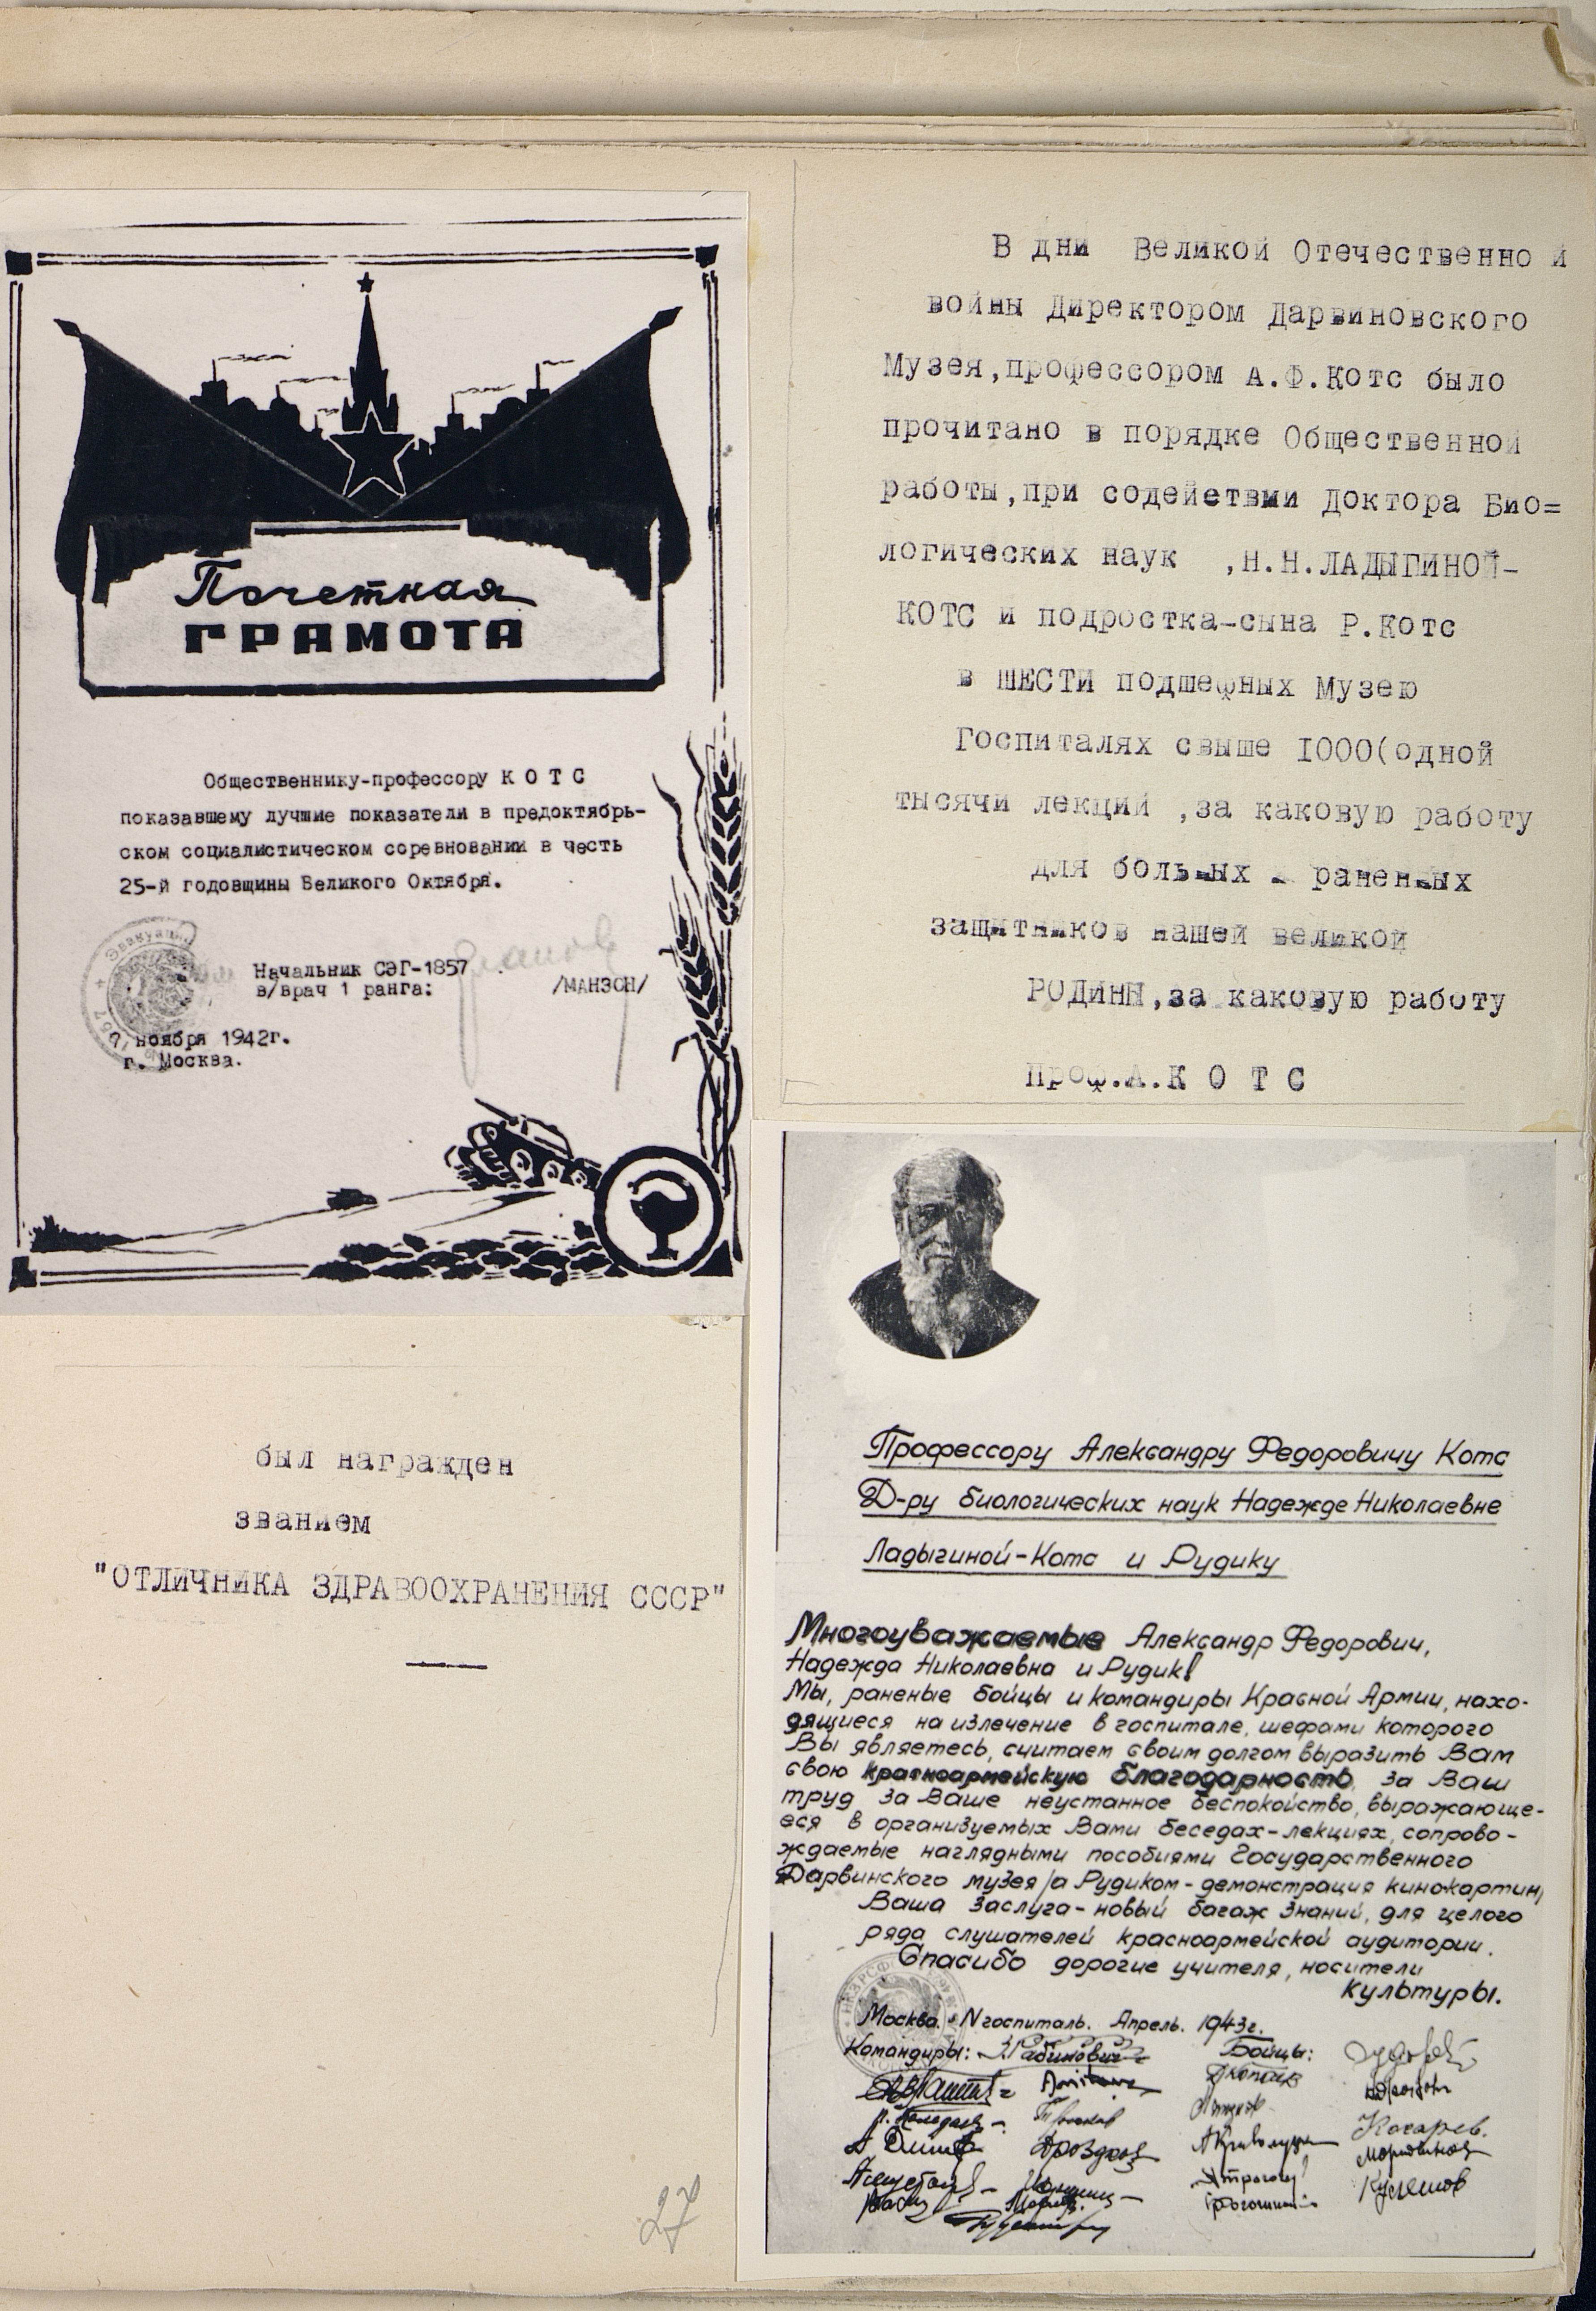 Почетная
ГРАМОТА
Общественнику-профессору К О Т С
показавшему лучшие показатели в предоктябрь-
ском социалистическом соревновании в честь
25-й годовщины Великого Октября.
Начальник СЭГ-1857
в/врач 1 ранга:
/МАНЗОН/
7 ноября 1942г.
г. Москва.
В дни Великой Отечественно й
войны Директором Дарвиновского
Музея,профессором А.Ф.Котс было
прочитано в порядке Общественной
работы,при содействии Доктора Био=
логических наук ,Н.Н.ЛАДЫГИНОЙ-
КОТС и подростка-сына Р.Котс
в ШЕСТИ подшефных Музею
Госпиталях свыше I000(одной
тысячи лекций ,за каковую работу
для больных и раненных
защитников нашей великой
РОДИНЫ,за каковую работу
Проф.А.К О Т С
был награжден
званием
"ОТЛИЧНИКА ЗДРАВООХРАНЕНИЯ СССР"
27
Профессору Александру Федоровичу Котс
Д-ру биологических наук Надежде Николаевне
Ладыгиной-Котс и Рудику
Многоуважаемые Александр Федорович,
Надежда Николаевна и Рудик!
Мы, раненые бойцы и командиры Красной Армии, нахо-
дящиеся на излечение в госпитале, шефами которого
Вы являетесь, считаем своим долгом выразить Вам
свою красноармейскую благодарность за Ваш
труд за Ваше неустанное беспокойство, выражающе-
еся в организуемых Вами беседах-лекциях, сопрово-
ждаемые наглядными пособиями Государственного
Дарвинского музея /а Рудиком-демонстрация кинокартин/
Ваша заслуга-новый багаж знаний, для целого
ряда слушателей красноармейской аудитории.
Спасибо дорогие учителя, носители
культуры.
Москва. N госпиталь. Апрель. 1943г.
Командиры: Рабинович
Бойцы:
Дроздов
Кочарев.
Кулешов